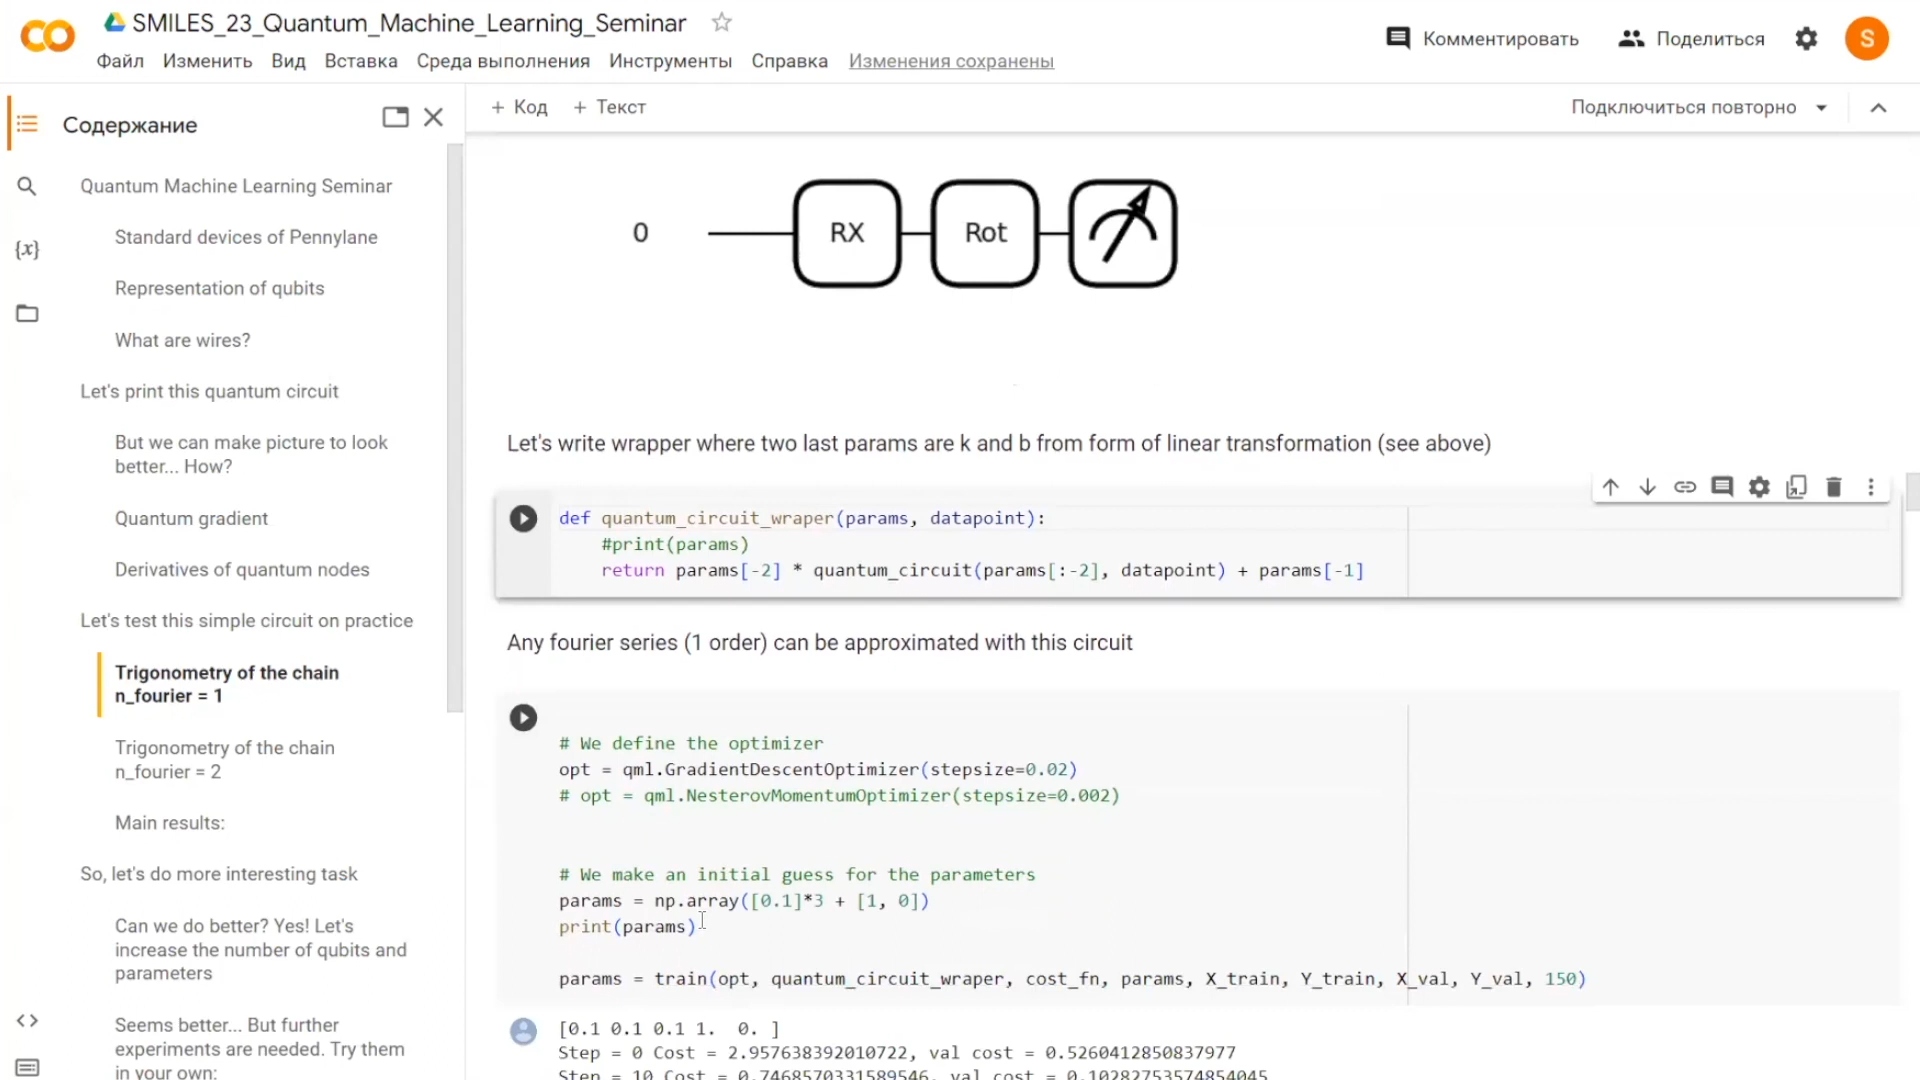 SMILES_23_Quantum_Machine_Learning_Seminar
Файл Изменить Вид Вставка Среда выполнения Инструменты Справка Изменения сохранены
Комментировать Поделиться S
Содержание
Quantum Machine Learning Seminar
Standard devices of Pennylane
Representation of qubits
What are wires?
Let's print this quantum circuit
But we can make picture to look
better... How?
Quantum gradient
Derivatives of quantum nodes
Let's test this simple circuit on practice
Trigonometry of the chain
n_fourier = 1
Trigonometry of the chain
n_fourier = 2
Main results:
So, let's do more interesting task
Can we do better? Yes! Let's
increase the number of qubits and
parameters
Seems better... But further
experiments are needed. Try them
in your own:
+ Код + Текст
Подключиться повторно
0 RX Rot
Let's write wrapper where two last params are k and b from form of linear transformation (see above)
def quantum_circuit_wraper(params, datapoint):
#print(params)
return params[-2] * quantum_circuit(params[:-2], datapoint) + params[-1]
Any fourier series (1 order) can be approximated with this circuit
# We define the optimizer
opt = qml.GradientDescentOptimizer(stepsize=0.02)
# opt = qml.NesterovMomentumOptimizer(stepsize=0.002)
# We make an initial guess for the parameters
params = np.array([0.1]*3 + [1, 0])
print(params)
params = train(opt, quantum_circuit_wraper, cost_fn, params, X_train, Y_train, X_val, Y_val, 150)
[0.1 0.1 0.1 1. 0. ]
Step = 0 Cost = 2.957638392010722, val cost = 0.5260412850837977
Step = 10 Cost = 0.7468570331589546, val cost = 0.10282753574854045